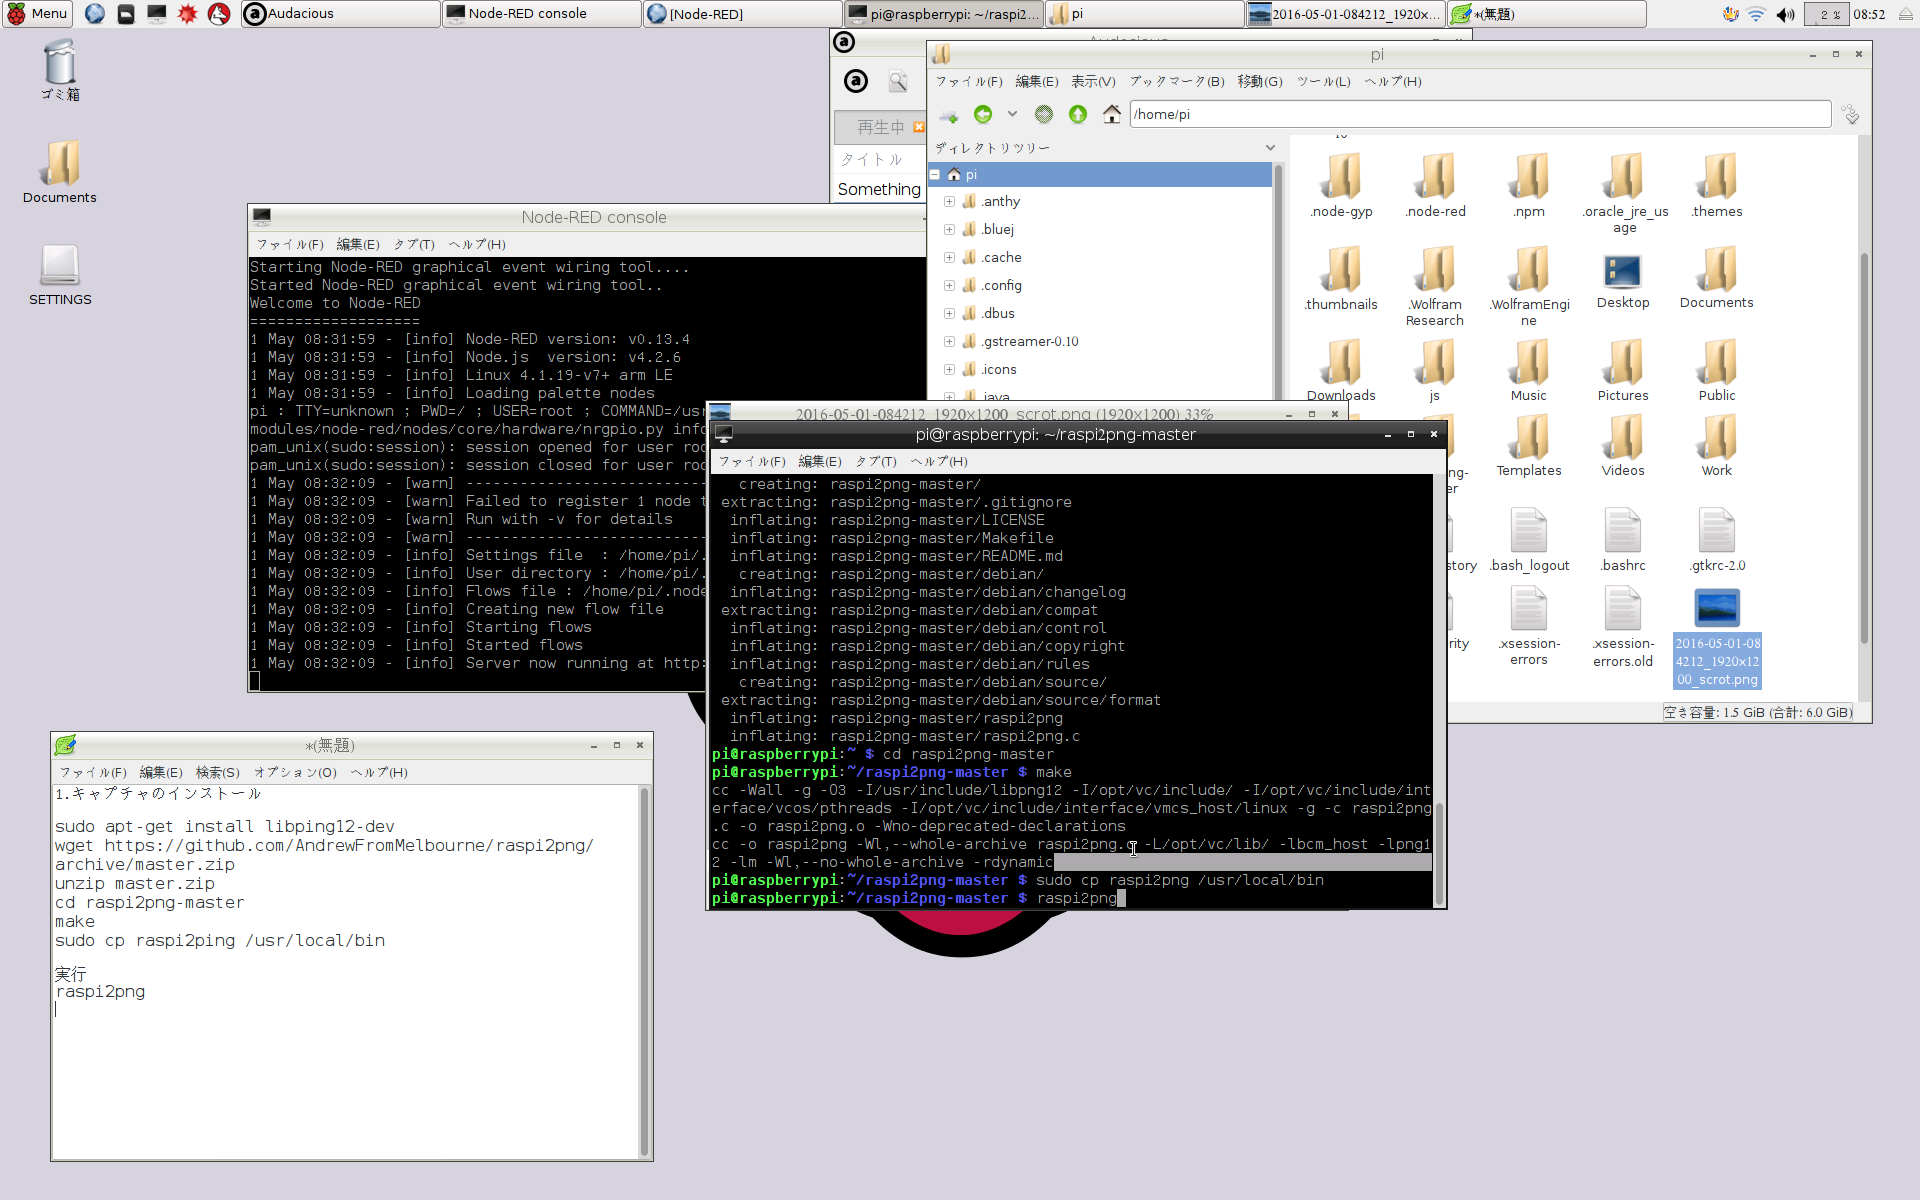 Menu
Audacious
Node-RED console
[Node-RED]
pi@raspberrypi: ~/raspi2...
pi
2016-05-01-084212_1920x...
*(無題)
2 %
08:52
ゴミ箱
Documents
SETTINGS
再生中
タイトル
Something
pi
ファイル(F) 編集(E) 表示(V) ブックマーク(B) 移動(G) ツール(L) ヘルプ(H)
/home/pi
ディレクトリツリー
pi
.anthy
.bluej
.cache
.config
.dbus
.gstreamer-0.10
.icons
.java
.node-gyp
.node-red
.npm
.oracle_jre_us
age
.themes
.thumbnails
.Wolfram
Research
.WolframEngi
ne
Desktop
Documents
Downloads
js
Music
Pictures
Public
ng-
er
Templates
Videos
Work
story
.bash_logout
.bashrc
.gtkrc-2.0
rity
.xsession-
errors
.xsession-
errors.old
2016-05-01-08
4212_1920x12
00_scrot.png
空き容量: 1.5 GiB (合計: 6.0 GiB)
Node-RED console
ファイル(F) 編集(E) タブ(T) ヘルプ(H)
Starting Node-RED graphical event wiring tool....
Started Node-RED graphical event wiring tool..
Welcome to Node-RED
===================
1 May 08:31:59 - [info] Node-RED version: v0.13.4
1 May 08:31:59 - [info] Node.js  version: v4.2.6
1 May 08:31:59 - [info] Linux 4.1.19-v7+ arm LE
1 May 08:31:59 - [info] Loading palette nodes
pi : TTY=unknown ; PWD=/ ; USER=root ; COMMAND=/usr
modules/node-red/nodes/core/hardware/nrgpio.py info
pam_unix(sudo:session): session opened for user roo
pam_unix(sudo:session): session closed for user roo
1 May 08:32:09 - [warn] ---------------------------
1 May 08:32:09 - [warn] Failed to register 1 node t
1 May 08:32:09 - [warn] Run with -v for details
1 May 08:32:09 - [warn] ---------------------------
1 May 08:32:09 - [info] Settings file  : /home/pi/.
1 May 08:32:09 - [info] User directory : /home/pi/.
1 May 08:32:09 - [info] Flows file : /home/pi/.node
1 May 08:32:09 - [info] Creating new flow file
1 May 08:32:09 - [info] Starting flows
1 May 08:32:09 - [info] Started flows
1 May 08:32:09 - [info] Server now running at http:
2016-05-01-084212_1920x1200_scrot.png (1920x1200) 33%
pi@raspberrypi: ~/raspi2png-master
ファイル(F) 編集(E) タブ(T) ヘルプ(H)
creating: raspi2png-master/
extracting: raspi2png-master/.gitignore
inflating: raspi2png-master/LICENSE
inflating: raspi2png-master/Makefile
inflating: raspi2png-master/README.md
creating: raspi2png-master/debian/
inflating: raspi2png-master/debian/changelog
extracting: raspi2png-master/debian/compat
inflating: raspi2png-master/debian/control
inflating: raspi2png-master/debian/copyright
inflating: raspi2png-master/debian/rules
creating: raspi2png-master/debian/source/
extracting: raspi2png-master/debian/source/format
inflating: raspi2png-master/raspi2png
inflating: raspi2png-master/raspi2png.c
pi@raspberrypi:~ $ cd raspi2png-master
pi@raspberrypi:~/raspi2png-master $ make
cc -Wall -g -O3 -I/usr/include/libpng12 -I/opt/vc/include/ -I/opt/vc/include/int
erface/vcos/pthreads -I/opt/vc/include/interface/vmcs_host/linux -g -c raspi2png
.c -o raspi2png.o -Wno-deprecated-declarations
cc -o raspi2png -Wl,--whole-archive raspi2png.o -L/opt/vc/lib/ -lbcm_host -lpng1
2 -lm -Wl,--no-whole-archive -rdynamic
pi@raspberrypi:~/raspi2png-master $ sudo cp raspi2png /usr/local/bin
pi@raspberrypi:~/raspi2png-master $ raspi2png
*(無題)
ファイル(F) 編集(E) 検索(S) オプション(O) ヘルプ(H)
1.キャプチャのインストール
sudo apt-get install libping12-dev
wget https://github.com/AndrewFromMelbourne/raspi2png/
archive/master.zip
unzip master.zip
cd raspi2png-master
make
sudo cp raspi2ping /usr/local/bin
実行
raspi2png